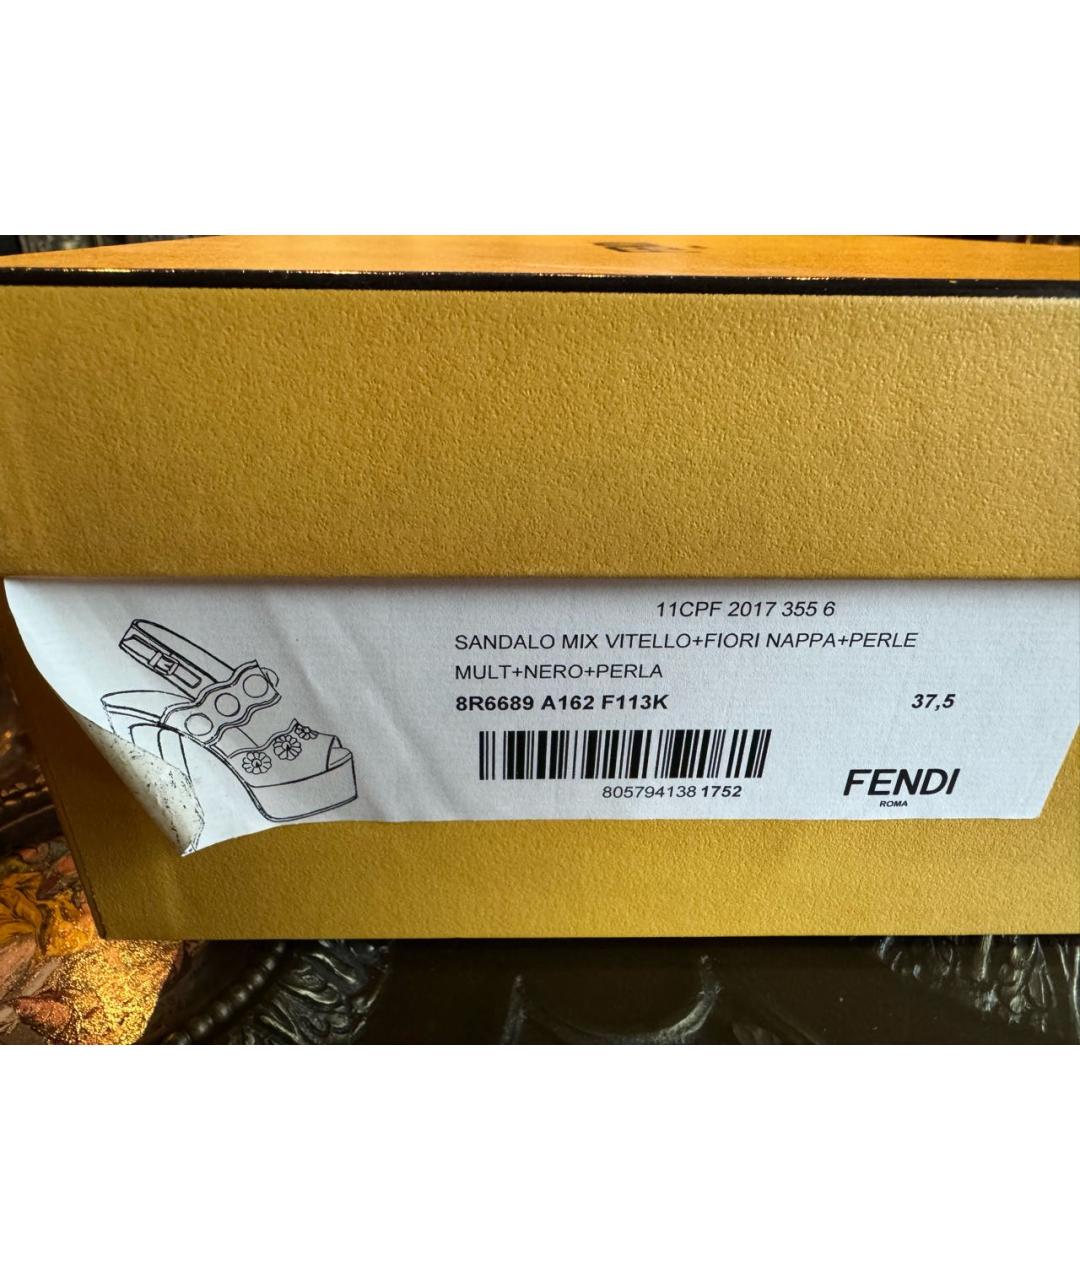 11CPF 2017 355 6
SANDALO MIX VITELLO+FIORI NAPPA+PERLE
MULT+NERO+PERLA
8R6689 A162 F113K 37,5
805794138 1752
FENDI
ROMA